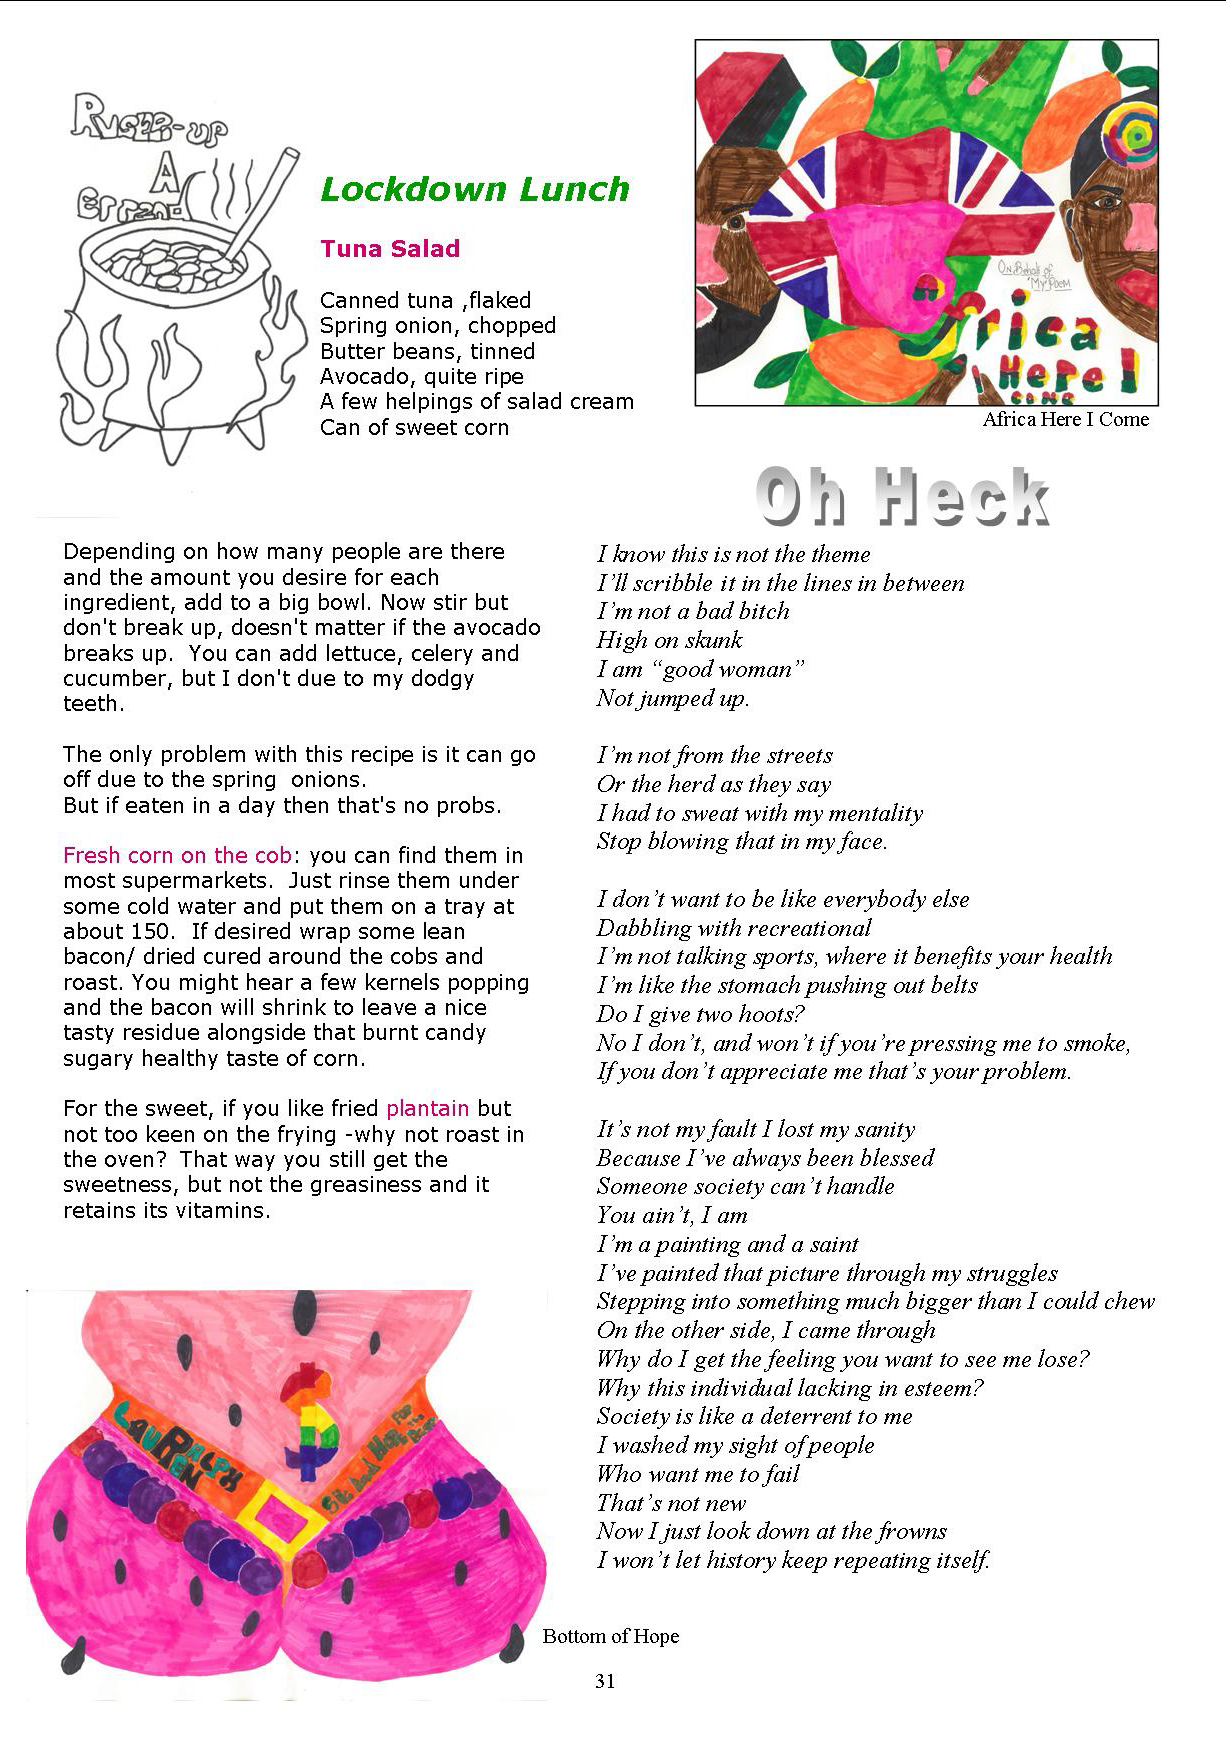 RUSTED-UP
A
Lockdown Lunch
Tuna Salad
Canned tuna ,flaked
Spring onion, chopped
Butter beans, tinned
Avocado, quite ripe
A few helpings of salad cream
Can of sweet corn
On Behalf of
'My Poem
Africa
Here I
COME
Africa Here I Come
Depending on how many people are there
and the amount you desire for each
ingredient, add to a big bowl. Now stir but
don't break up, doesn't matter if the avocado
breaks up.  You can add lettuce, celery and
cucumber, but I don't due to my dodgy
teeth.
The only problem with this recipe is it can go
off due to the spring  onions.
But if eaten in a day then that's no probs.
Fresh corn on the cob: you can find them in
most supermarkets.  Just rinse them under
some cold water and put them on a tray at
about 150.  If desired wrap some lean
bacon/ dried cured around the cobs and
roast. You might hear a few kernels popping
and the bacon will shrink to leave a nice
tasty residue alongside that burnt candy
sugary healthy taste of corn.
For the sweet, if you like fried plantain but
not too keen on the frying -why not roast in
the oven?  That way you still get the
sweetness, but not the greasiness and it
retains its vitamins.
Oh Heck
I know this is not the theme
I’ll scribble it in the lines in between
I’m not a bad bitch
High on skunk
I am “good woman”
Not jumped up.
I’m not from the streets
Or the herd as they say
I had to sweat with my mentality
Stop blowing that in my face.
I don’t want to be like everybody else
Dabbling with recreational
I’m not talking sports, where it benefits your health
I’m like the stomach pushing out belts
Do I give two hoots?
No I don’t, and won’t if you’re pressing me to smoke,
If you don’t appreciate me that’s your problem.
It’s not my fault I lost my sanity
Because I’ve always been blessed
Someone society can’t handle
You ain’t, I am
I’m a painting and a saint
I’ve painted that picture through my struggles
Stepping into something much bigger than I could chew
On the other side, I came through
Why do I get the feeling you want to see me lose?
Why this individual lacking in esteem?
Society is like a deterrent to me
I washed my sight of people
Who want me to fail
That’s not new
Now I just look down at the frowns
I won’t let history keep repeating itself.
LAUREN
RALPH
HOPE FOR
Bottom of Hope
31